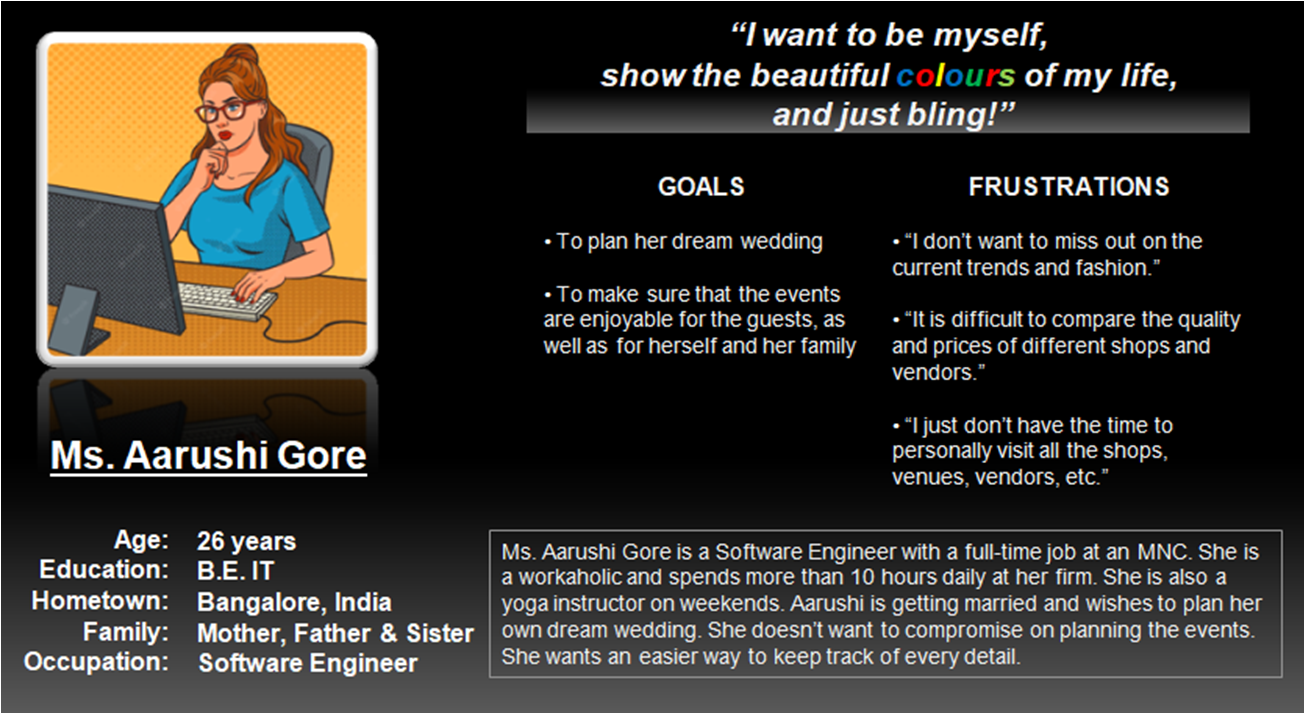 “I want to be myself,
show the beautiful colours of my life,
and just bling!”
GOALS
• To plan her dream wedding
• To make sure that the events
are enjoyable for the guests, as
well as for herself and her family
FRUSTRATIONS
• “I don’t want to miss out on the
current trends and fashion.”
• “It is difficult to compare the quality
and prices of different shops and
vendors.”
• “I just don’t have the time to
personally visit all the shops,
venues, vendors, etc.”
Ms. Aarushi Gore
Age: 26 years
Education: B.E. IT
Hometown: Bangalore, India
Family: Mother, Father & Sister
Occupation: Software Engineer
Ms. Aarushi Gore is a Software Engineer with a full-time job at an MNC. She is
a workaholic and spends more than 10 hours daily at her firm. She is also a
yoga instructor on weekends. Aarushi is getting married and wishes to plan her
own dream wedding. She doesn’t want to compromise on planning the events.
She wants an easier way to keep track of every detail.